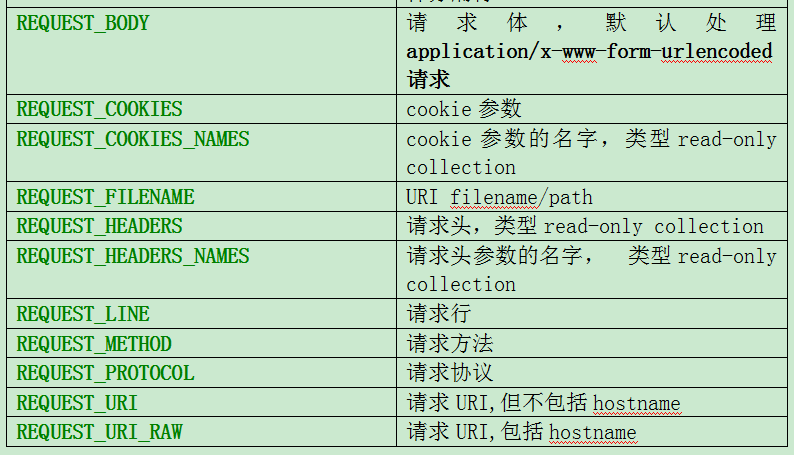 REQUEST_BODY
请求体，默认处理
application/x-www-form-urlencoded
请求
REQUEST_COOKIES
cookie 参数
REQUEST_COOKIES_NAMES
cookie 参数的名字，类型 read-only
collection
REQUEST_FILENAME
URI filename/path
REQUEST_HEADERS
请求头，类型 read-only collection
REQUEST_HEADERS_NAMES
请求头参数的名字， 类型 read-only
collection
REQUEST_LINE
请求行
REQUEST_METHOD
请求方法
REQUEST_PROTOCOL
请求协议
REQUEST_URI
请求 URI,但不包括 hostname
REQUEST_URI_RAW
请求 URI,包括 hostname